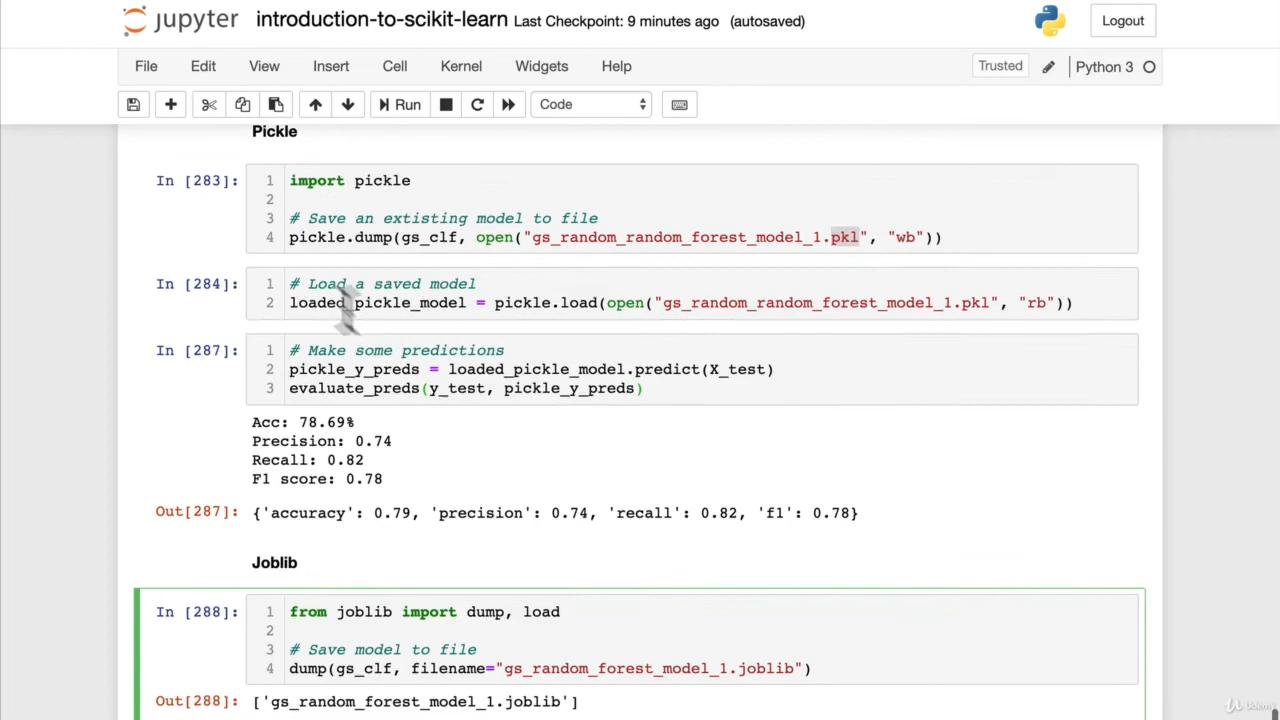 jupyter introduction-to-scikit-learn Last Checkpoint: 9 minutes ago (autosaved) Logout
File Edit View Insert Cell Kernel Widgets Help Trusted Python 3
Run Code
Pickle
In [283]: 1 import pickle
2
3 # Save an extisting model to file
4 pickle.dump(gs_clf, open("gs_random_random_forest_model_1.pkl", "wb"))
In [284]: 1 # Load a saved model
2 loaded_pickle_model = pickle.load(open("gs_random_random_forest_model_1.pkl", "rb"))
In [287]: 1 # Make some predictions
2 pickle_y_preds = loaded_pickle_model.predict(X_test)
3 evaluate_preds(y_test, pickle_y_preds)
Acc: 78.69%
Precision: 0.74
Recall: 0.82
F1 score: 0.78
Out[287]: {'accuracy': 0.79, 'precision': 0.74, 'recall': 0.82, 'f1': 0.78}
Joblib
In [288]: 1 from joblib import dump, load
2
3 # Save model to file
4 dump(gs_clf, filename="gs_random_forest_model_1.joblib")
Out[288]: ['gs_random_forest_model_1.joblib']
Udemy